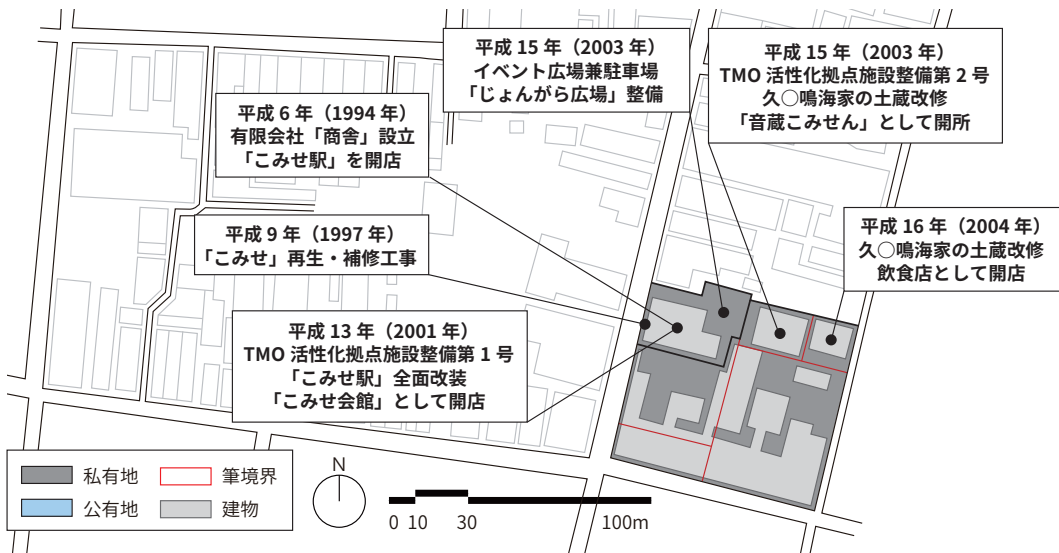 平成 15 年（2003 年）
イベント広場兼駐車場
「じょんがら広場」整備
平成 15 年（2003 年）
TMO 活性化拠点施設整備第 2 号
久○鳴海家の土蔵改修
「音蔵こみせん」として開所
平成 6 年（1994 年）
有限会社「商舎」設立
「こみせ駅」を開店
平成 9 年（1997 年）
「こみせ」再生・補修工事
平成 16 年（2004 年）
久○鳴海家の土蔵改修
飲食店として開店
平成 13 年（2001 年）
TMO 活性化拠点施設整備第 1 号
「こみせ駅」全面改装
「こみせ会館」として開店
私有地
筆境界
公有地
建物
N
0 10 30 100m